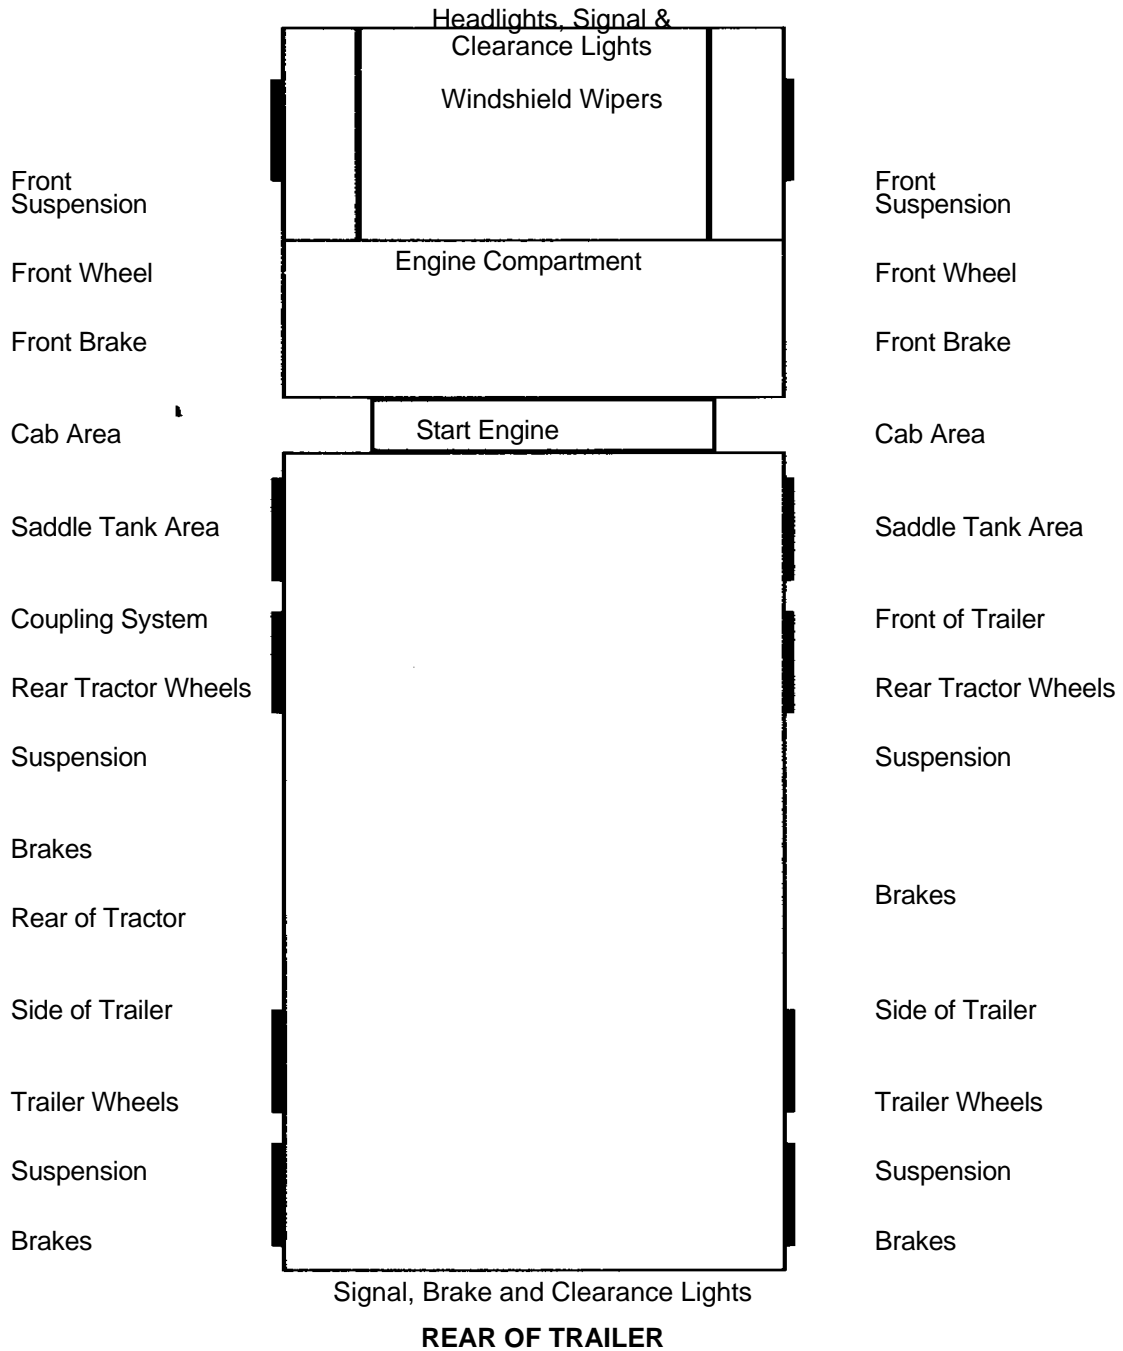 Headlights, Signal &
Clearance Lights
Windshield Wipers
Front
Suspension
Front
Suspension
Front Wheel
Engine Compartment
Front Wheel
Front Brake
Front Brake
Cab Area
Start Engine
Cab Area
Saddle Tank Area
Saddle Tank Area
Coupling System
Front of Trailer
Rear Tractor Wheels
Rear Tractor Wheels
Suspension
Suspension
Brakes
Brakes
Rear of Tractor
Side of Trailer
Side of Trailer
Trailer Wheels
Trailer Wheels
Suspension
Suspension
Brakes
Brakes
Signal, Brake and Clearance Lights
REAR OF TRAILER